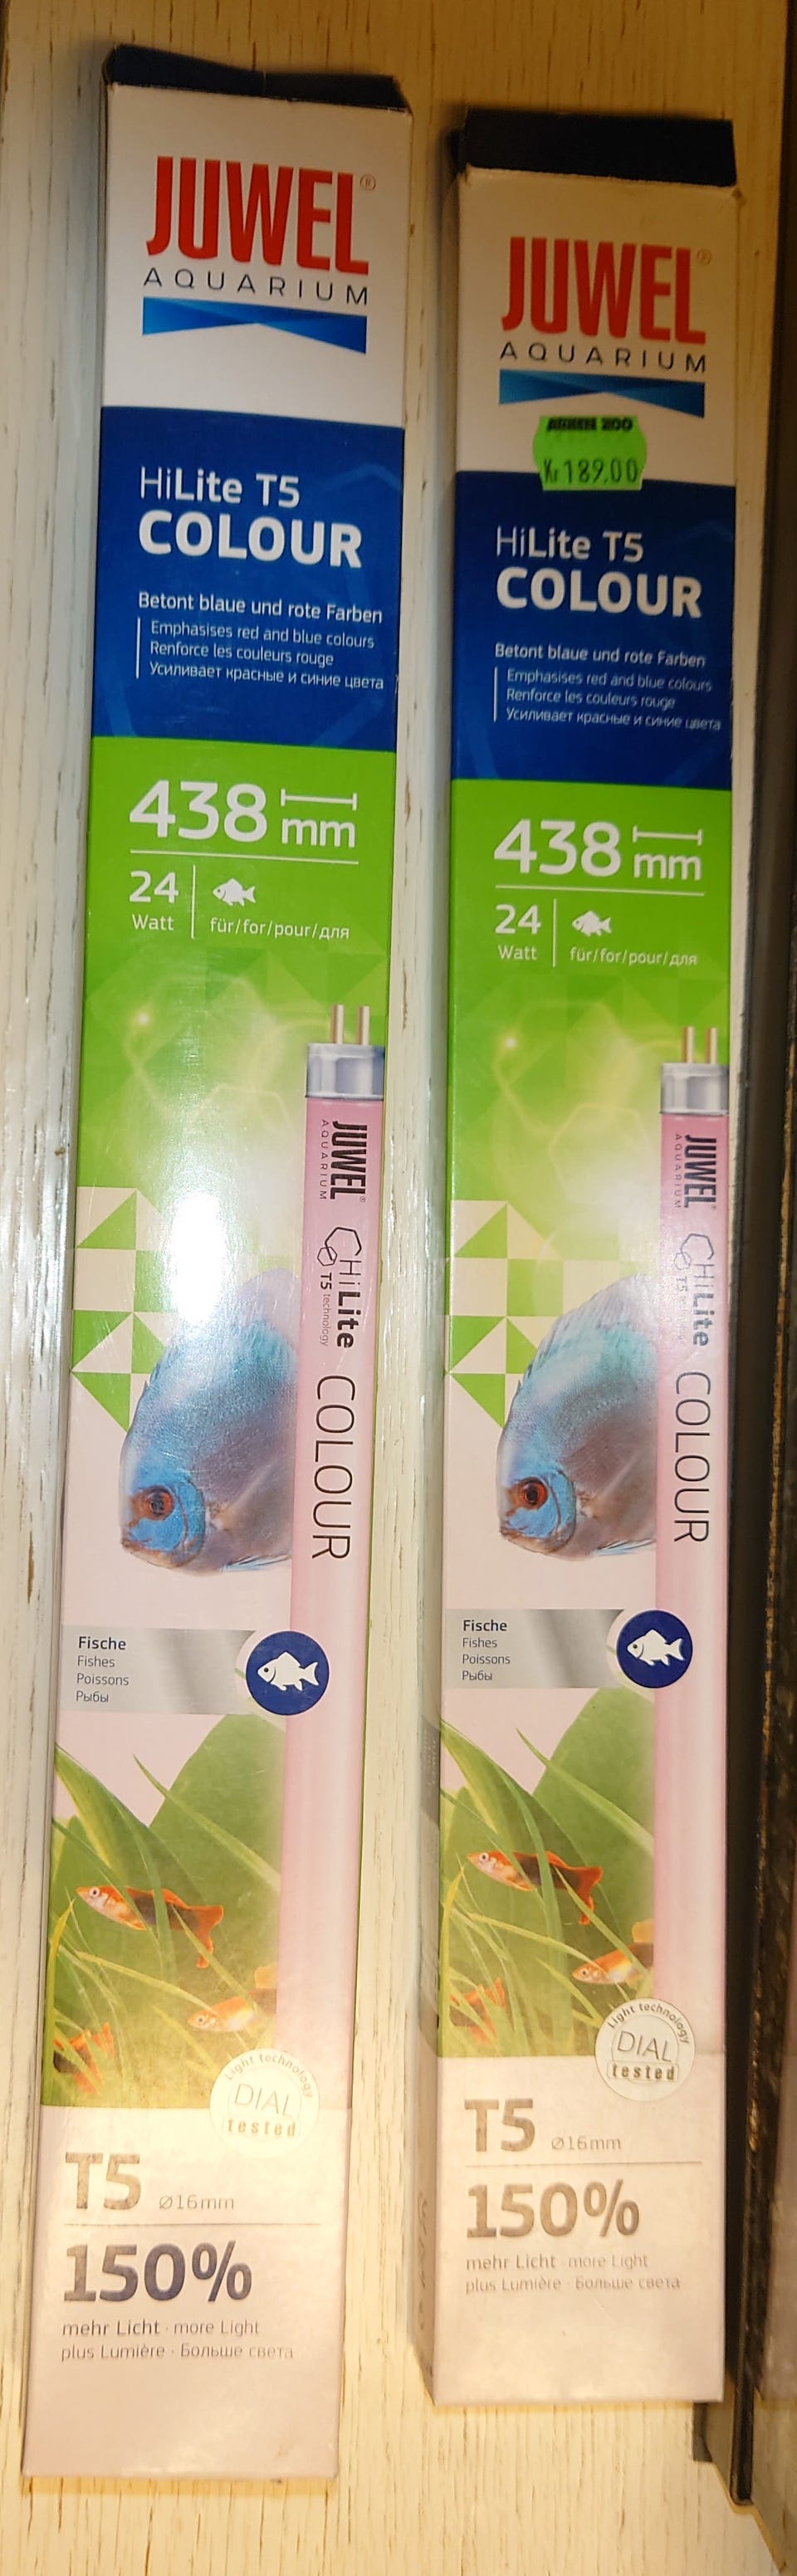 JUWEL®
AQUARIUM
HiLite T5
COLOUR
Betont blaue und rote Farben
Emphasises red and blue colours
Renforce les couleurs rouge
Усиливает красные и синие цвета
438 mm
24
Watt
für/for/pour/для
JUWEL®
AQUARIUM
HiLite
T5 technology
COLOUR
Fische
Fishes
Poissons
Рыбы
Light technology
DIAL
tested
T5 Ø16mm
150%
mehr Licht · more Light
plus Lumière · Больше света
JUWEL®
AQUARIUM
ZOO
Kr 189,00
HiLite T5
COLOUR
Betont blaue und rote Farben
Emphasises red and blue colours
Renforce les couleurs rouge
Усиливает красные и синие цвета
438 mm
24
Watt
für/for/pour/для
JUWEL®
AQUARIUM
HiLite
T5
COLOUR
Fische
Fishes
Poissons
Рыбы
Light technology
DIAL
tested
T5 Ø16mm
150%
mehr Licht · more Light
plus Lumière · Больше света